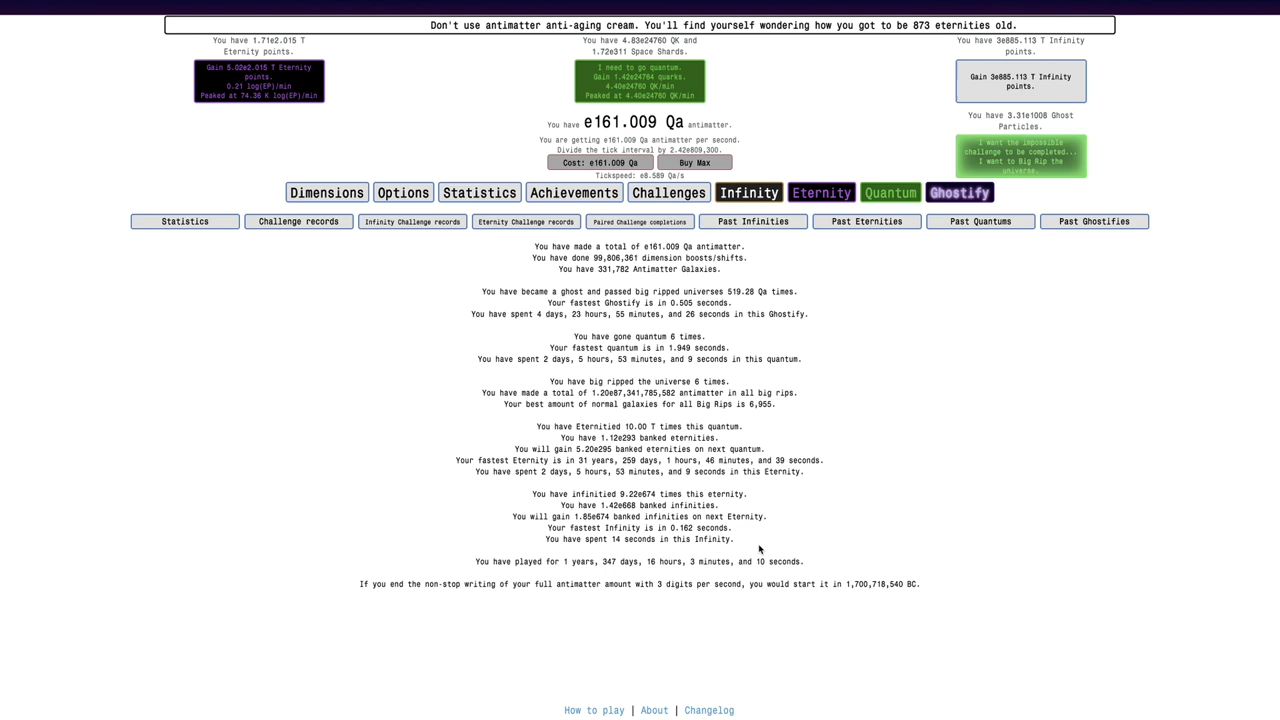 Don't use antimatter anti-aging cream. You'll find yourself wondering how you got to be 873 eternities old.
You have 1.71e2.015 T
Eternity points.
Gain 5.02e2.015 T Eternity
points.
0.21 log(EP)/min
Peaked at 74.36 K log(EP)/min
You have 4.83e24760 QK and
1.72e311 Space Shards.
I need to go quantum.
Gain 1.42e24764 quarks.
4.40e24760 QK/min
Peaked at 4.40e24760 QK/min
You have 3e885.113 T Infinity
points.
Gain 3e885.113 T Infinity
points.
You have 3.31e1008 Ghost
Particles.
I want the impossible
challenge to be completed...
I want to Big Rip the
universe.
You have e161.009 Qa antimatter.
You are getting e161.009 Qa antimatter per second.
Divide the tick interval by 2.42e809,300.
Cost: e161.009 Qa Buy Max
Tickspeed: e8.589 Qa/s
Dimensions Options Statistics Achievements Challenges Infinity Eternity Quantum Ghostify
Statistics Challenge records Infinity Challenge records Eternity Challenge records Paired Challenge completions Past Infinities Past Eternities Past Quantums Past Ghostifies
You have made a total of e161.009 Qa antimatter.
You have done 99,806,361 dimension boosts/shifts.
You have 331,782 Antimatter Galaxies.
You have became a ghost and passed big ripped universes 519.28 Qa times.
Your fastest Ghostify is in 0.505 seconds.
You have spent 4 days, 23 hours, 55 minutes, and 26 seconds in this Ghostify.
You have gone quantum 6 times.
Your fastest quantum is in 1.949 seconds.
You have spent 2 days, 5 hours, 53 minutes, and 9 seconds in this quantum.
You have big ripped the universe 6 times.
You have made a total of 1.20e87,341,785,582 antimatter in all big rips.
Your best amount of normal galaxies for all Big Rips is 6,955.
You have Eternitied 10.00 T times this quantum.
You have 1.12e293 banked eternities.
You will gain 5.20e295 banked eternities on next quantum.
Your fastest Eternity is in 31 years, 259 days, 1 hours, 46 minutes, and 39 seconds.
You have spent 2 days, 5 hours, 53 minutes, and 9 seconds in this Eternity.
You have infinitied 9.22e674 times this eternity.
You have 1.42e668 banked infinities.
You will gain 1.85e674 banked infinities on next Eternity.
Your fastest Infinity is in 0.162 seconds.
You have spent 14 seconds in this Infinity.
You have played for 1 years, 347 days, 16 hours, 3 minutes, and 10 seconds.
If you end the non-stop writing of your full antimatter amount with 3 digits per second, you would start it in 1,700,718,540 BC.
How to play | About | Changelog